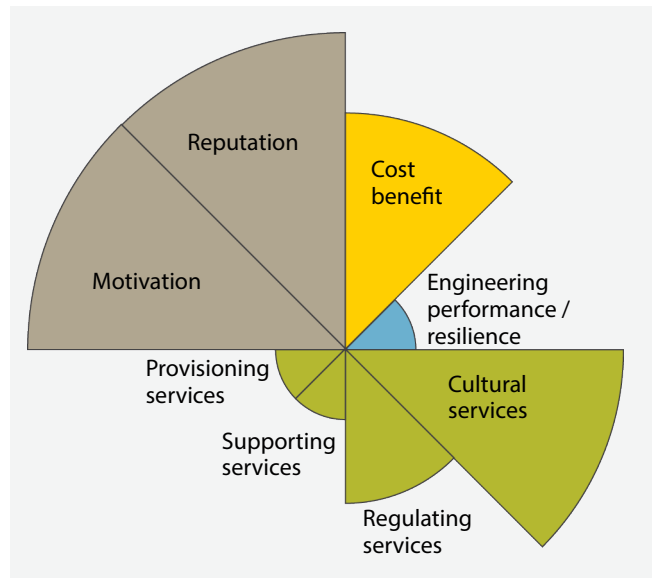 Reputation
Cost
benefit
Motivation
Engineering
performance /
resilience
Provisioning
services
Cultural
services
Supporting
services
Regulating
services